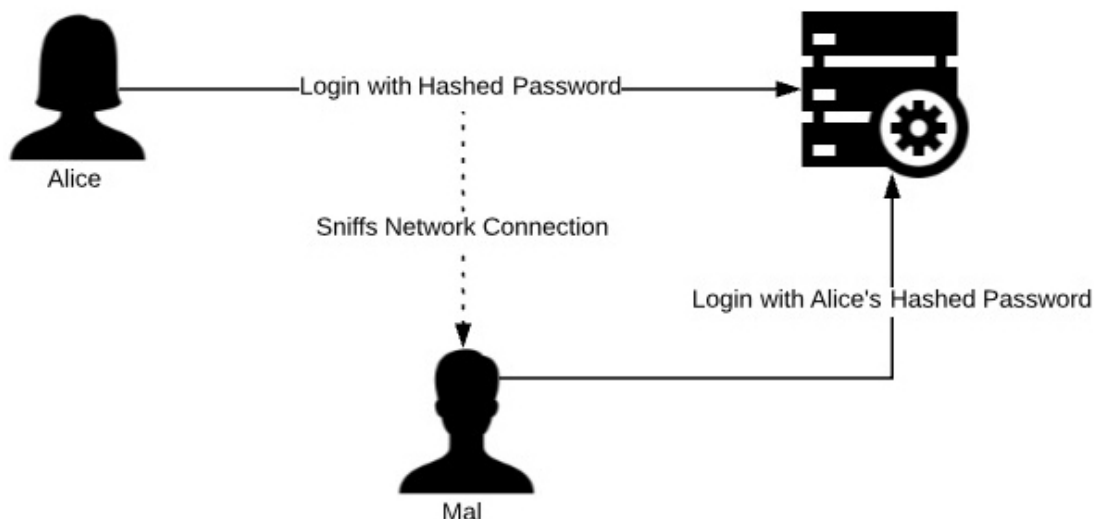 Login with Hashed Password
Alice
Sniffs Network Connection
Login with Alice's Hashed Password
Mal